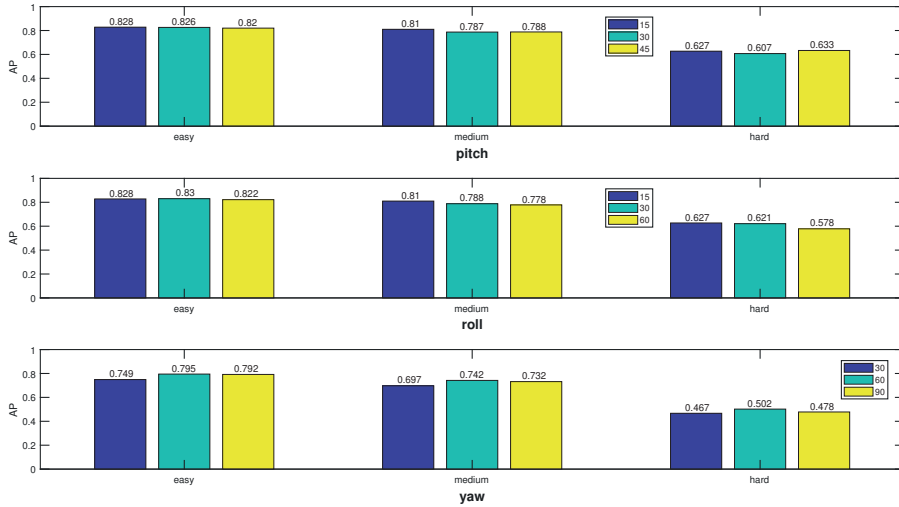 1
0.8
0.6
0.4
0.2
0
AP
0.828 0.826 0.82
0.81 0.787 0.788
0.627 0.607 0.633
15
30
45
easy medium hard
pitch
1
0.8
0.6
0.4
0.2
0
AP
0.828 0.83 0.822
0.81 0.788 0.778
0.627 0.621 0.578
15
30
60
easy medium hard
roll
1
0.8
0.6
0.4
0.2
0
AP
0.749 0.795 0.792
0.697 0.742 0.732
0.467 0.502 0.478
30
60
90
easy medium hard
yaw